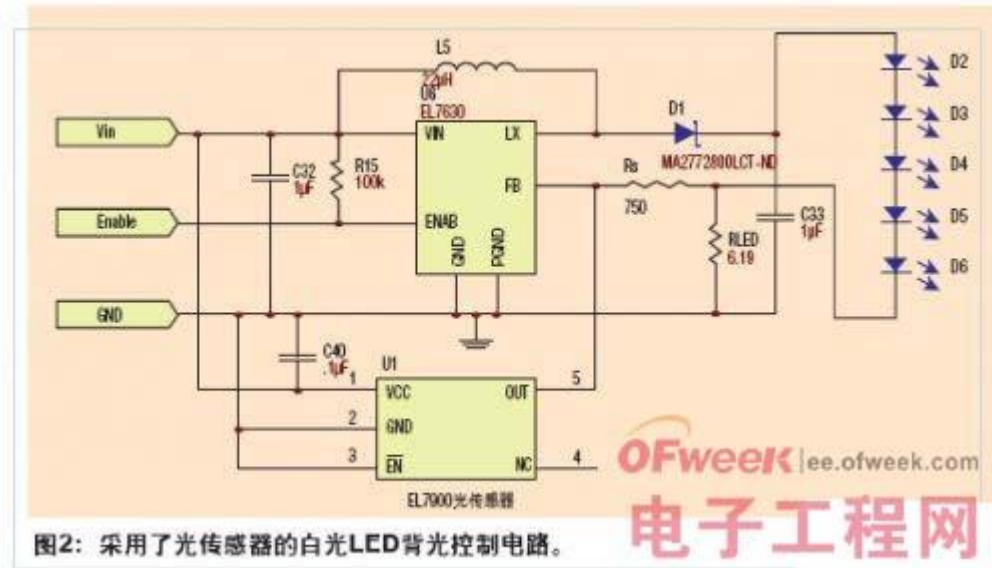 L5
22μH
U6
EL7630
VIN
LX
FB
ENAB
GND
PGND
Vin
Enable
GND
C32
1μF
R15
100k
D1
MA2772800LCT-ND
Rs
750
RLED
6.19
C33
1μF
D2
D3
D4
D5
D6
C40
.1μF
U1
1
VCC
OUT
5
2
GND
3
EN
NC
4
EL7900光传感器
OFweek ee.ofweek.com
电子工程网
图2: 采用了光传感器的白光LED背光控制电路。